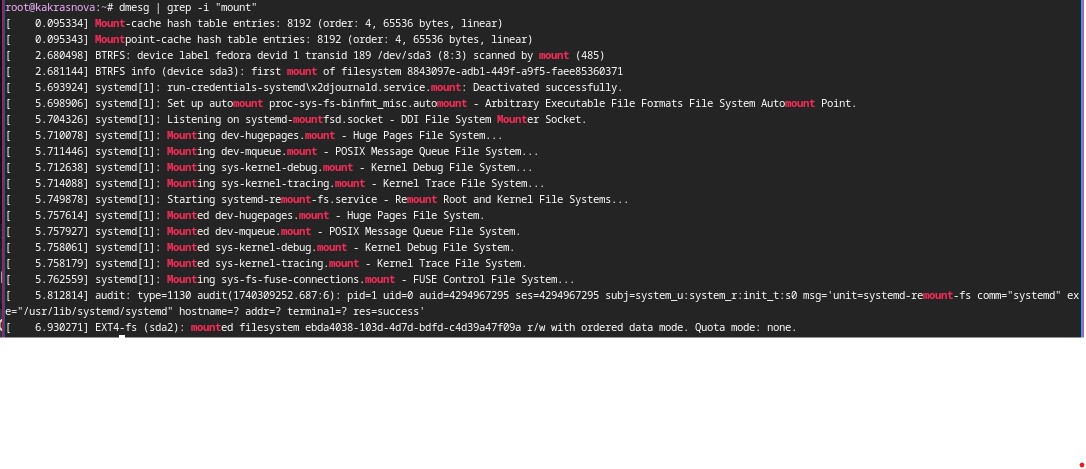 root@kakrasnova:~# dmesg | grep -i "mount"
[    0.095334] Mount-cache hash table entries: 8192 (order: 4, 65536 bytes, linear)
[    0.095343] Mountpoint-cache hash table entries: 8192 (order: 4, 65536 bytes, linear)
[    2.680498] BTRFS: device label fedora devid 1 transid 189 /dev/sda3 (8:3) scanned by mount (485)
[    2.681144] BTRFS info (device sda3): first mount of filesystem 8843097e-adb1-449f-a9f5-faee85360371
[    5.693924] systemd[1]: run-credentials-systemd\x2djournald.service.mount: Deactivated successfully.
[    5.698906] systemd[1]: Set up automount proc-sys-fs-binfmt_misc.automount - Arbitrary Executable File Formats File System Automount Point.
[    5.704326] systemd[1]: Listening on systemd-mountfsd.socket - DDI File System Mounter Socket.
[    5.710078] systemd[1]: Mounting dev-hugepages.mount - Huge Pages File System...
[    5.711446] systemd[1]: Mounting dev-mqueue.mount - POSIX Message Queue File System...
[    5.712638] systemd[1]: Mounting sys-kernel-debug.mount - Kernel Debug File System...
[    5.714088] systemd[1]: Mounting sys-kernel-tracing.mount - Kernel Trace File System...
[    5.749878] systemd[1]: Starting systemd-remount-fs.service - Remount Root and Kernel File Systems...
[    5.757614] systemd[1]: Mounted dev-hugepages.mount - Huge Pages File System.
[    5.757927] systemd[1]: Mounted dev-mqueue.mount - POSIX Message Queue File System.
[    5.758061] systemd[1]: Mounted sys-kernel-debug.mount - Kernel Debug File System.
[    5.758179] systemd[1]: Mounted sys-kernel-tracing.mount - Kernel Trace File System.
[    5.762559] systemd[1]: Mounting sys-fs-fuse-connections.mount - FUSE Control File System...
[    5.812814] audit: type=1130 audit(1740309252.687:6): pid=1 uid=0 auid=4294967295 ses=4294967295 subj=system_u:system_r:init_t:s0 msg='unit=systemd-remount-fs comm="systemd" ex
e="/usr/lib/systemd/systemd" hostname=? addr=? terminal=? res=success'
[    6.930271] EXT4-fs (sda2): mounted filesystem ebda4038-103d-4d7d-bdfd-c4d39a47f09a r/w with ordered data mode. Quota mode: none.